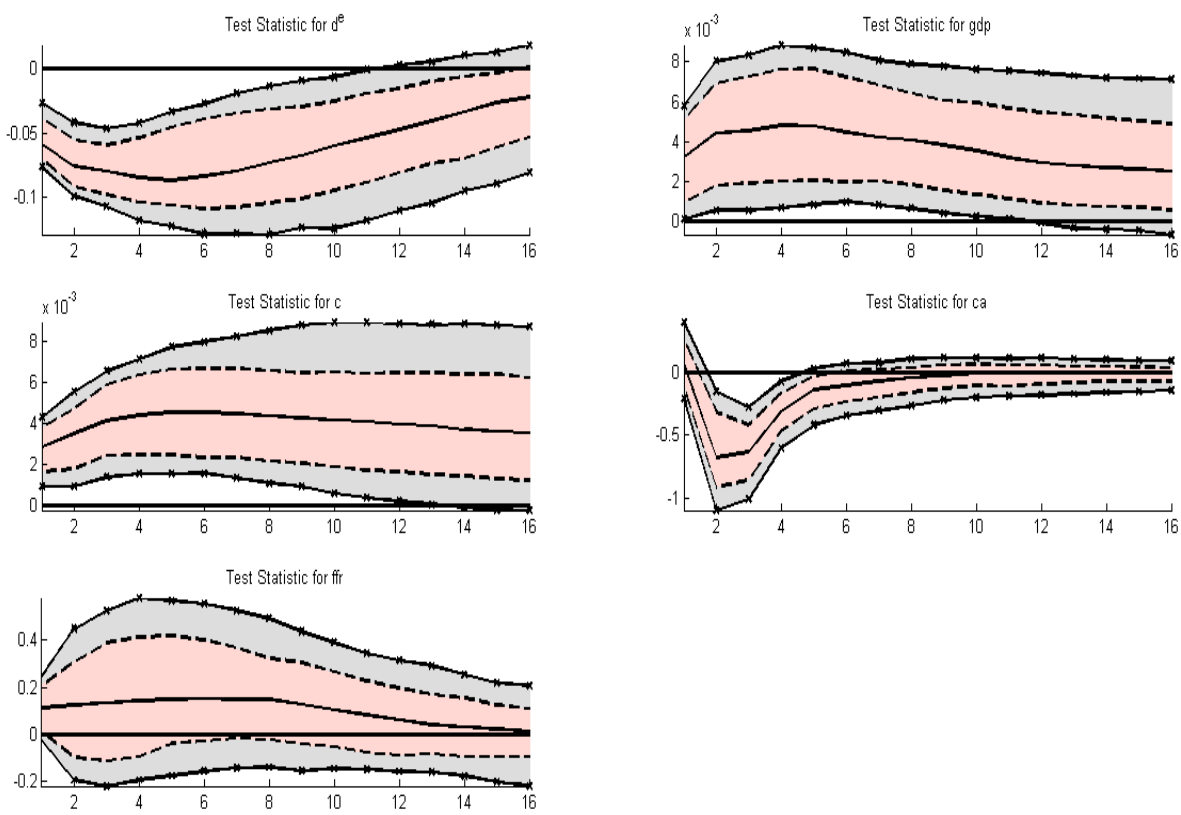 Test Statistic for dᵉ
0
-0.05
-0.1
2 4 6 8 10 12 14 16
Test Statistic for gdp
x 10⁻³
8
6
4
2
0
2 4 6 8 10 12 14 16
Test Statistic for c
x 10⁻³
8
6
4
2
0
2 4 6 8 10 12 14 16
Test Statistic for ca
0
-0.5
-1
2 4 6 8 10 12 14 16
Test Statistic for ffr
0.4
0.2
0
-0.2
2 4 6 8 10 12 14 16